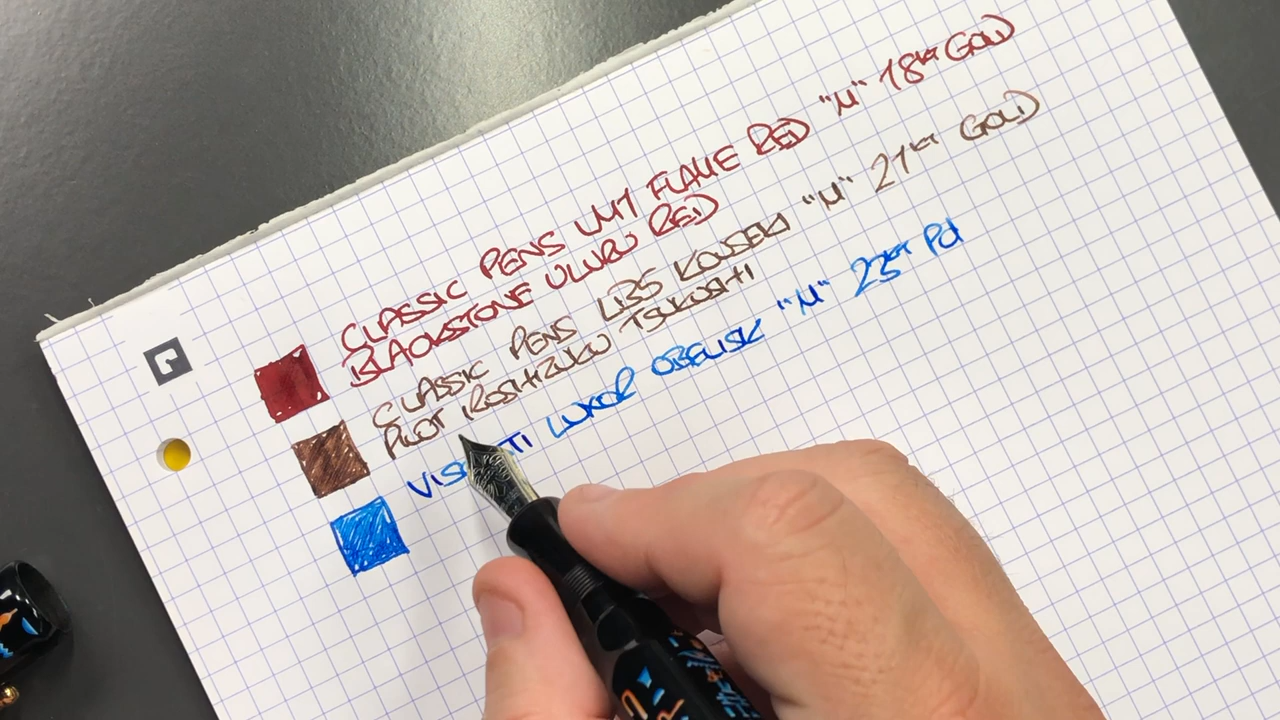 CLASSIC PENS LM1 FLAME RED "M" 18KT GOLD
BLACKSTONE ULURU RED
CLASSIC PENS LB5 KOUSEKI "M" 21KT GOLD
PILOT IROSHIZUKU TSUKUSHI
LUXOR OBELISK "M" 23KT Pd